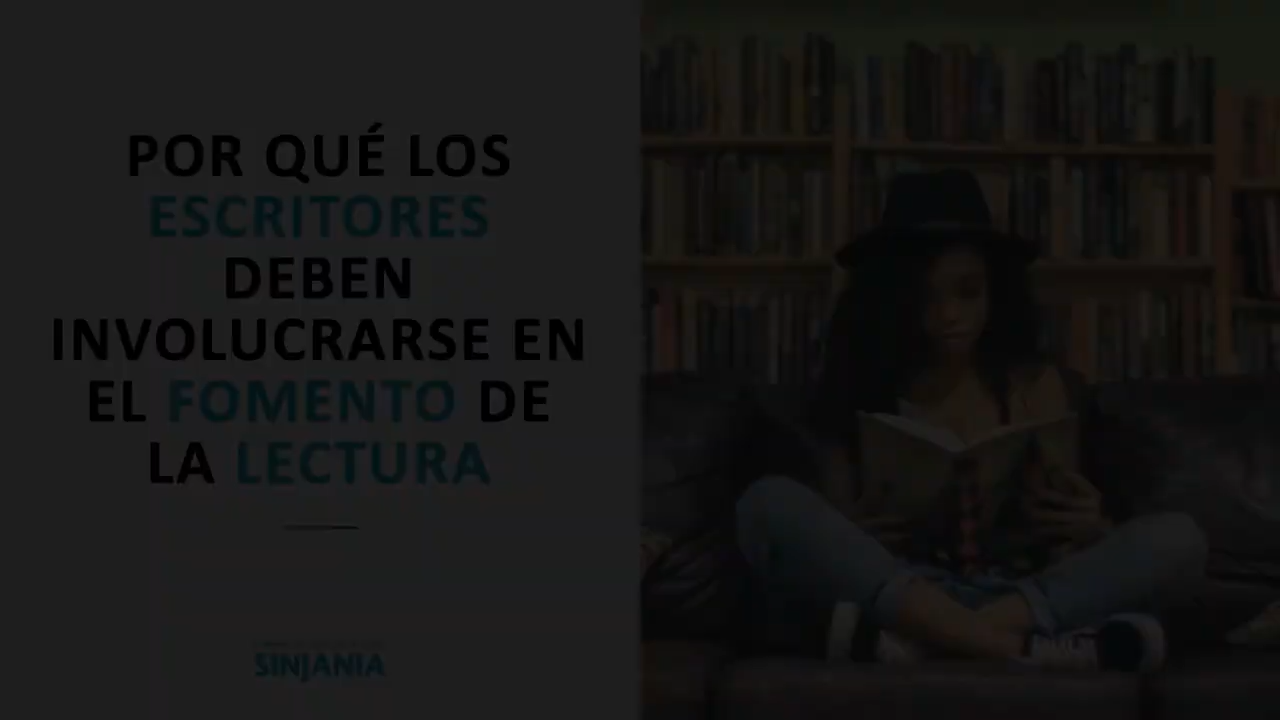 POR QUÉ LOS
ESCRITORES
DEBEN
INVOLUCRARSE EN
EL FOMENTO DE
LA LECTURA
SINJANIA